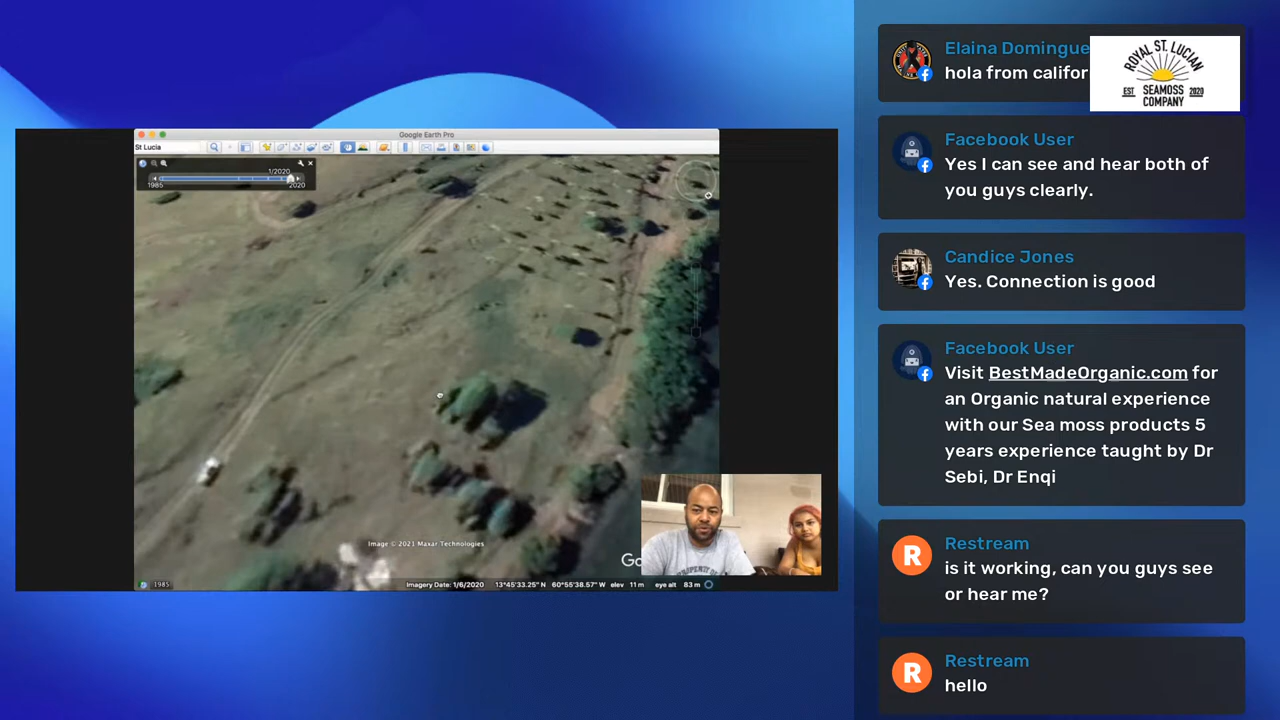 Google Earth Pro
St Lucia
1/2020
1985
2020
Image © 2021 Maxar Technologies
Go
1985
Imagery Date: 1/6/2020 13°45'33.25" N 60°55'38.57" W elev 11 m eye alt 83 m
PROPERTY OF
Elaina Domingue
hola from califor
ROYAL ST. LUCIAN
EST SEAMOSS 2020
COMPANY
Facebook User
Yes I can see and hear both of
you guys clearly.
Candice Jones
Yes. Connection is good
Facebook User
Visit BestMadeOrganic.com for
an Organic natural experience
with our Sea moss products 5
years experience taught by Dr
Sebi, Dr Enqi
R
Restream
is it working, can you guys see
or hear me?
R
Restream
hello